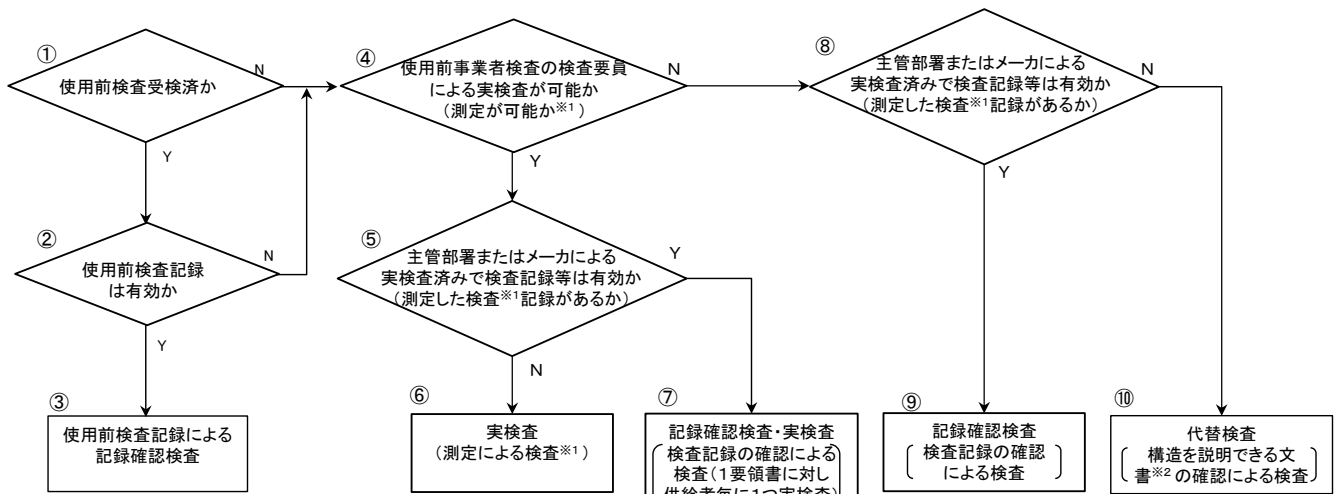 ①
使用前検査受検済か
N
Y
②
使用前検査記録
は有効か
N
Y
③
使用前検査記録による
記録確認検査
④
使用前事業者検査の検査要員
による実検査が可能か
（測定が可能か※1）
N
Y
⑤
主管部署またはメーカによる
実検査済みで検査記録等は有効か
（測定した検査※1記録があるか）
Y
N
⑥
実検査
（測定による検査※1）
⑦
記録確認検査・実検査
検査記録の確認による
検査（1要領書に対し
供給者毎に1つ実検査）
⑧
主管部署またはメーカによる
実検査済みで検査記録等は有効か
（測定した検査※1記録があるか）
N
Y
⑨
記録確認検査
検査記録の確認
による検査
⑩
代替検査
構造を説明できる文
書※2の確認による検査